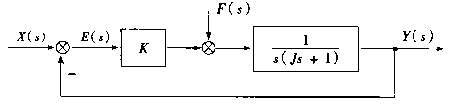 F(s)
X(s) E(s) K 1 Y(s)
s(Js + 1)
−